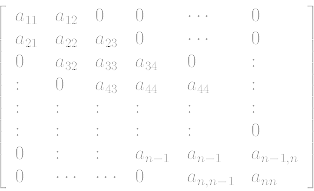 a₁₁ a₁₂ 0 0 ⋯ 0
a₂₁ a₂₂ a₂₃ 0 ⋯ 0
0 a₃₂ a₃₃ a₃₄ 0 :
: 0 a₄₃ a₄₄ a₄₄ :
: : : : : :
: : : : : 0
0 : : aₙ₋₁ aₙ₋₁ aₙ₋₁,ₙ
0 ⋯ ⋯ 0 aₙ,ₙ₋₁ aₙₙ